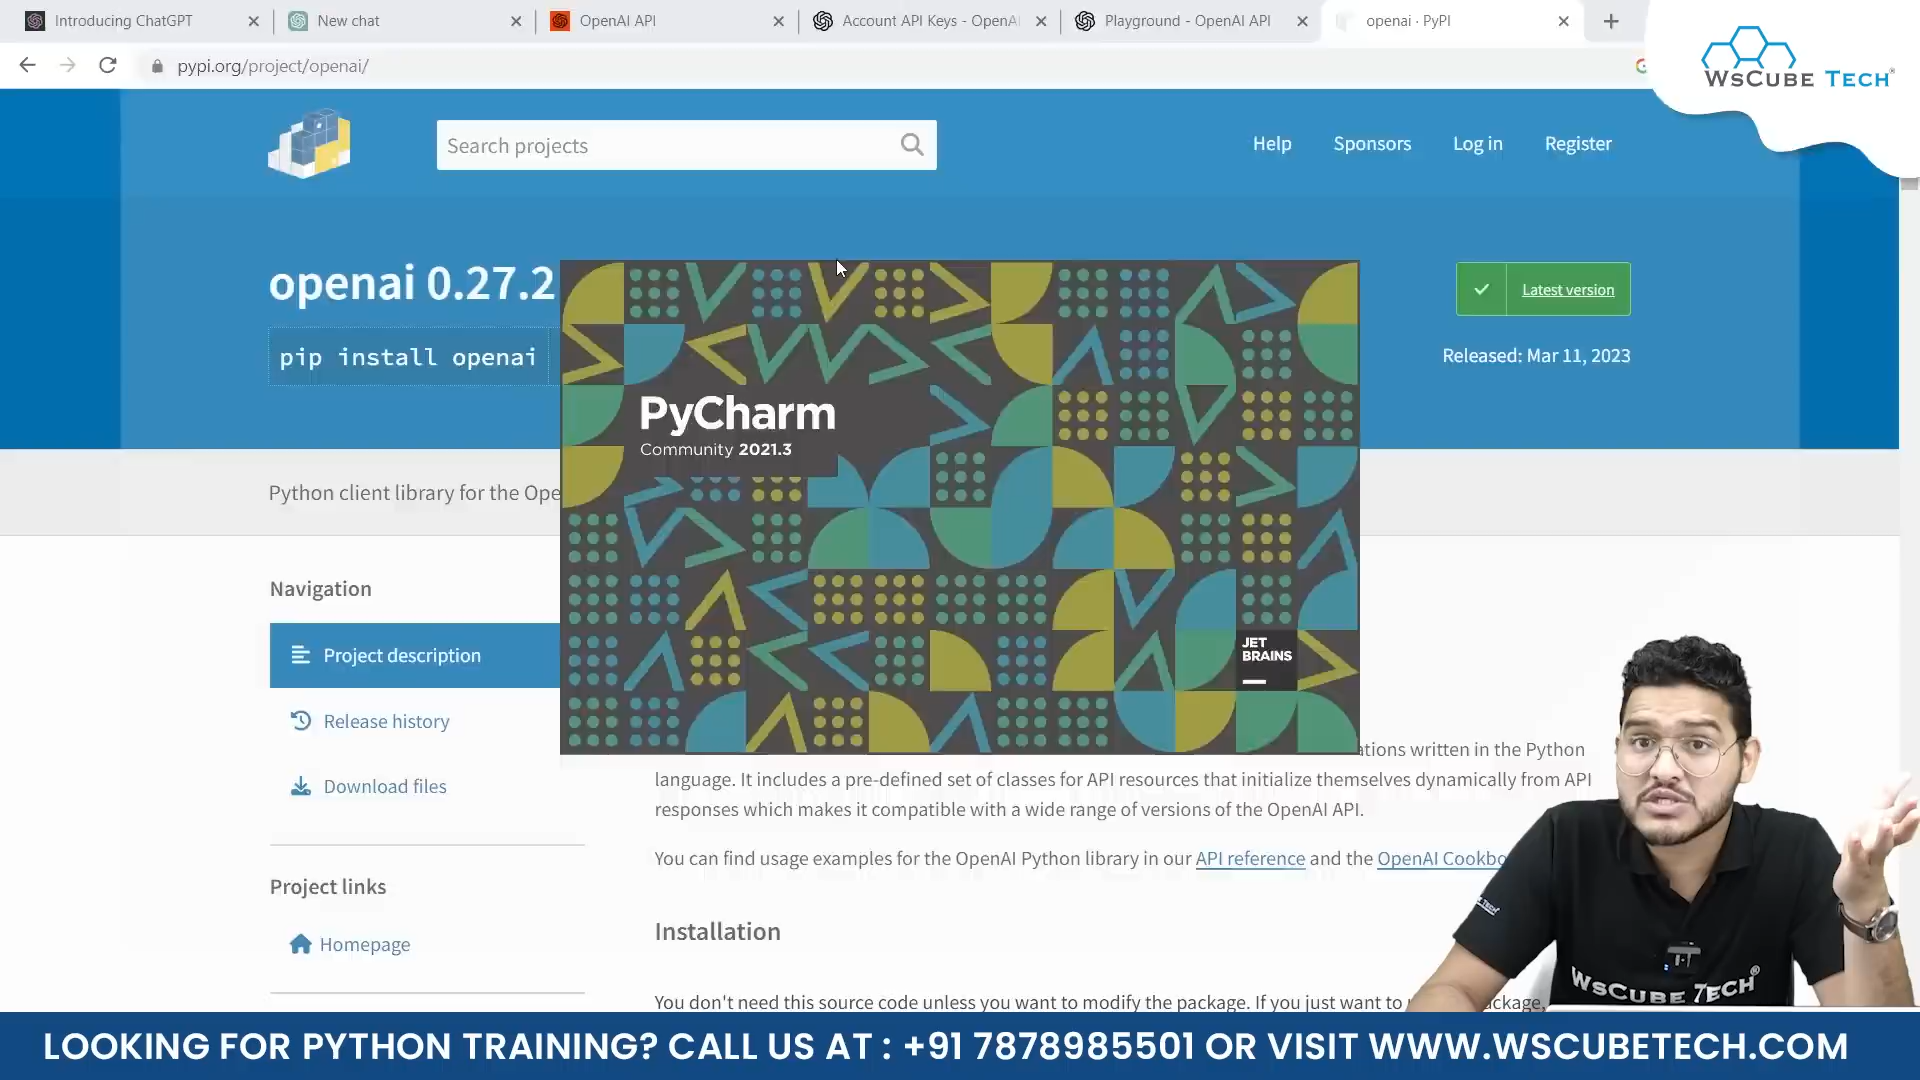 Introducing ChatGPT
New chat
OpenAI API
Account API Keys - OpenAI
Playground - OpenAI API
openai · PyPI
pypi.org/project/openai/
WsCube Tech®
Search projects
Help
Sponsors
Log in
Register
openai 0.27.2
pip install openai
Latest version
Released: Mar 11, 2023
PyCharm
Community 2021.3
JET
BRAINS
Python client library for the Ope
Navigation
Project description
Release history
Download files
Project links
Homepage
ations written in the Python
language. It includes a pre-defined set of classes for API resources that initialize themselves dynamically from API
responses which makes it compatible with a wide range of versions of the OpenAI API.
You can find usage examples for the OpenAI Python library in our API reference and the OpenAI Cookbo
Installation
You don't need this source code unless you want to modify the package. If you just want to
ckage,
WsCube Tech®
LOOKING FOR PYTHON TRAINING? CALL US AT : +91 7878985501 OR VISIT WWW.WSCUBETECH.COM